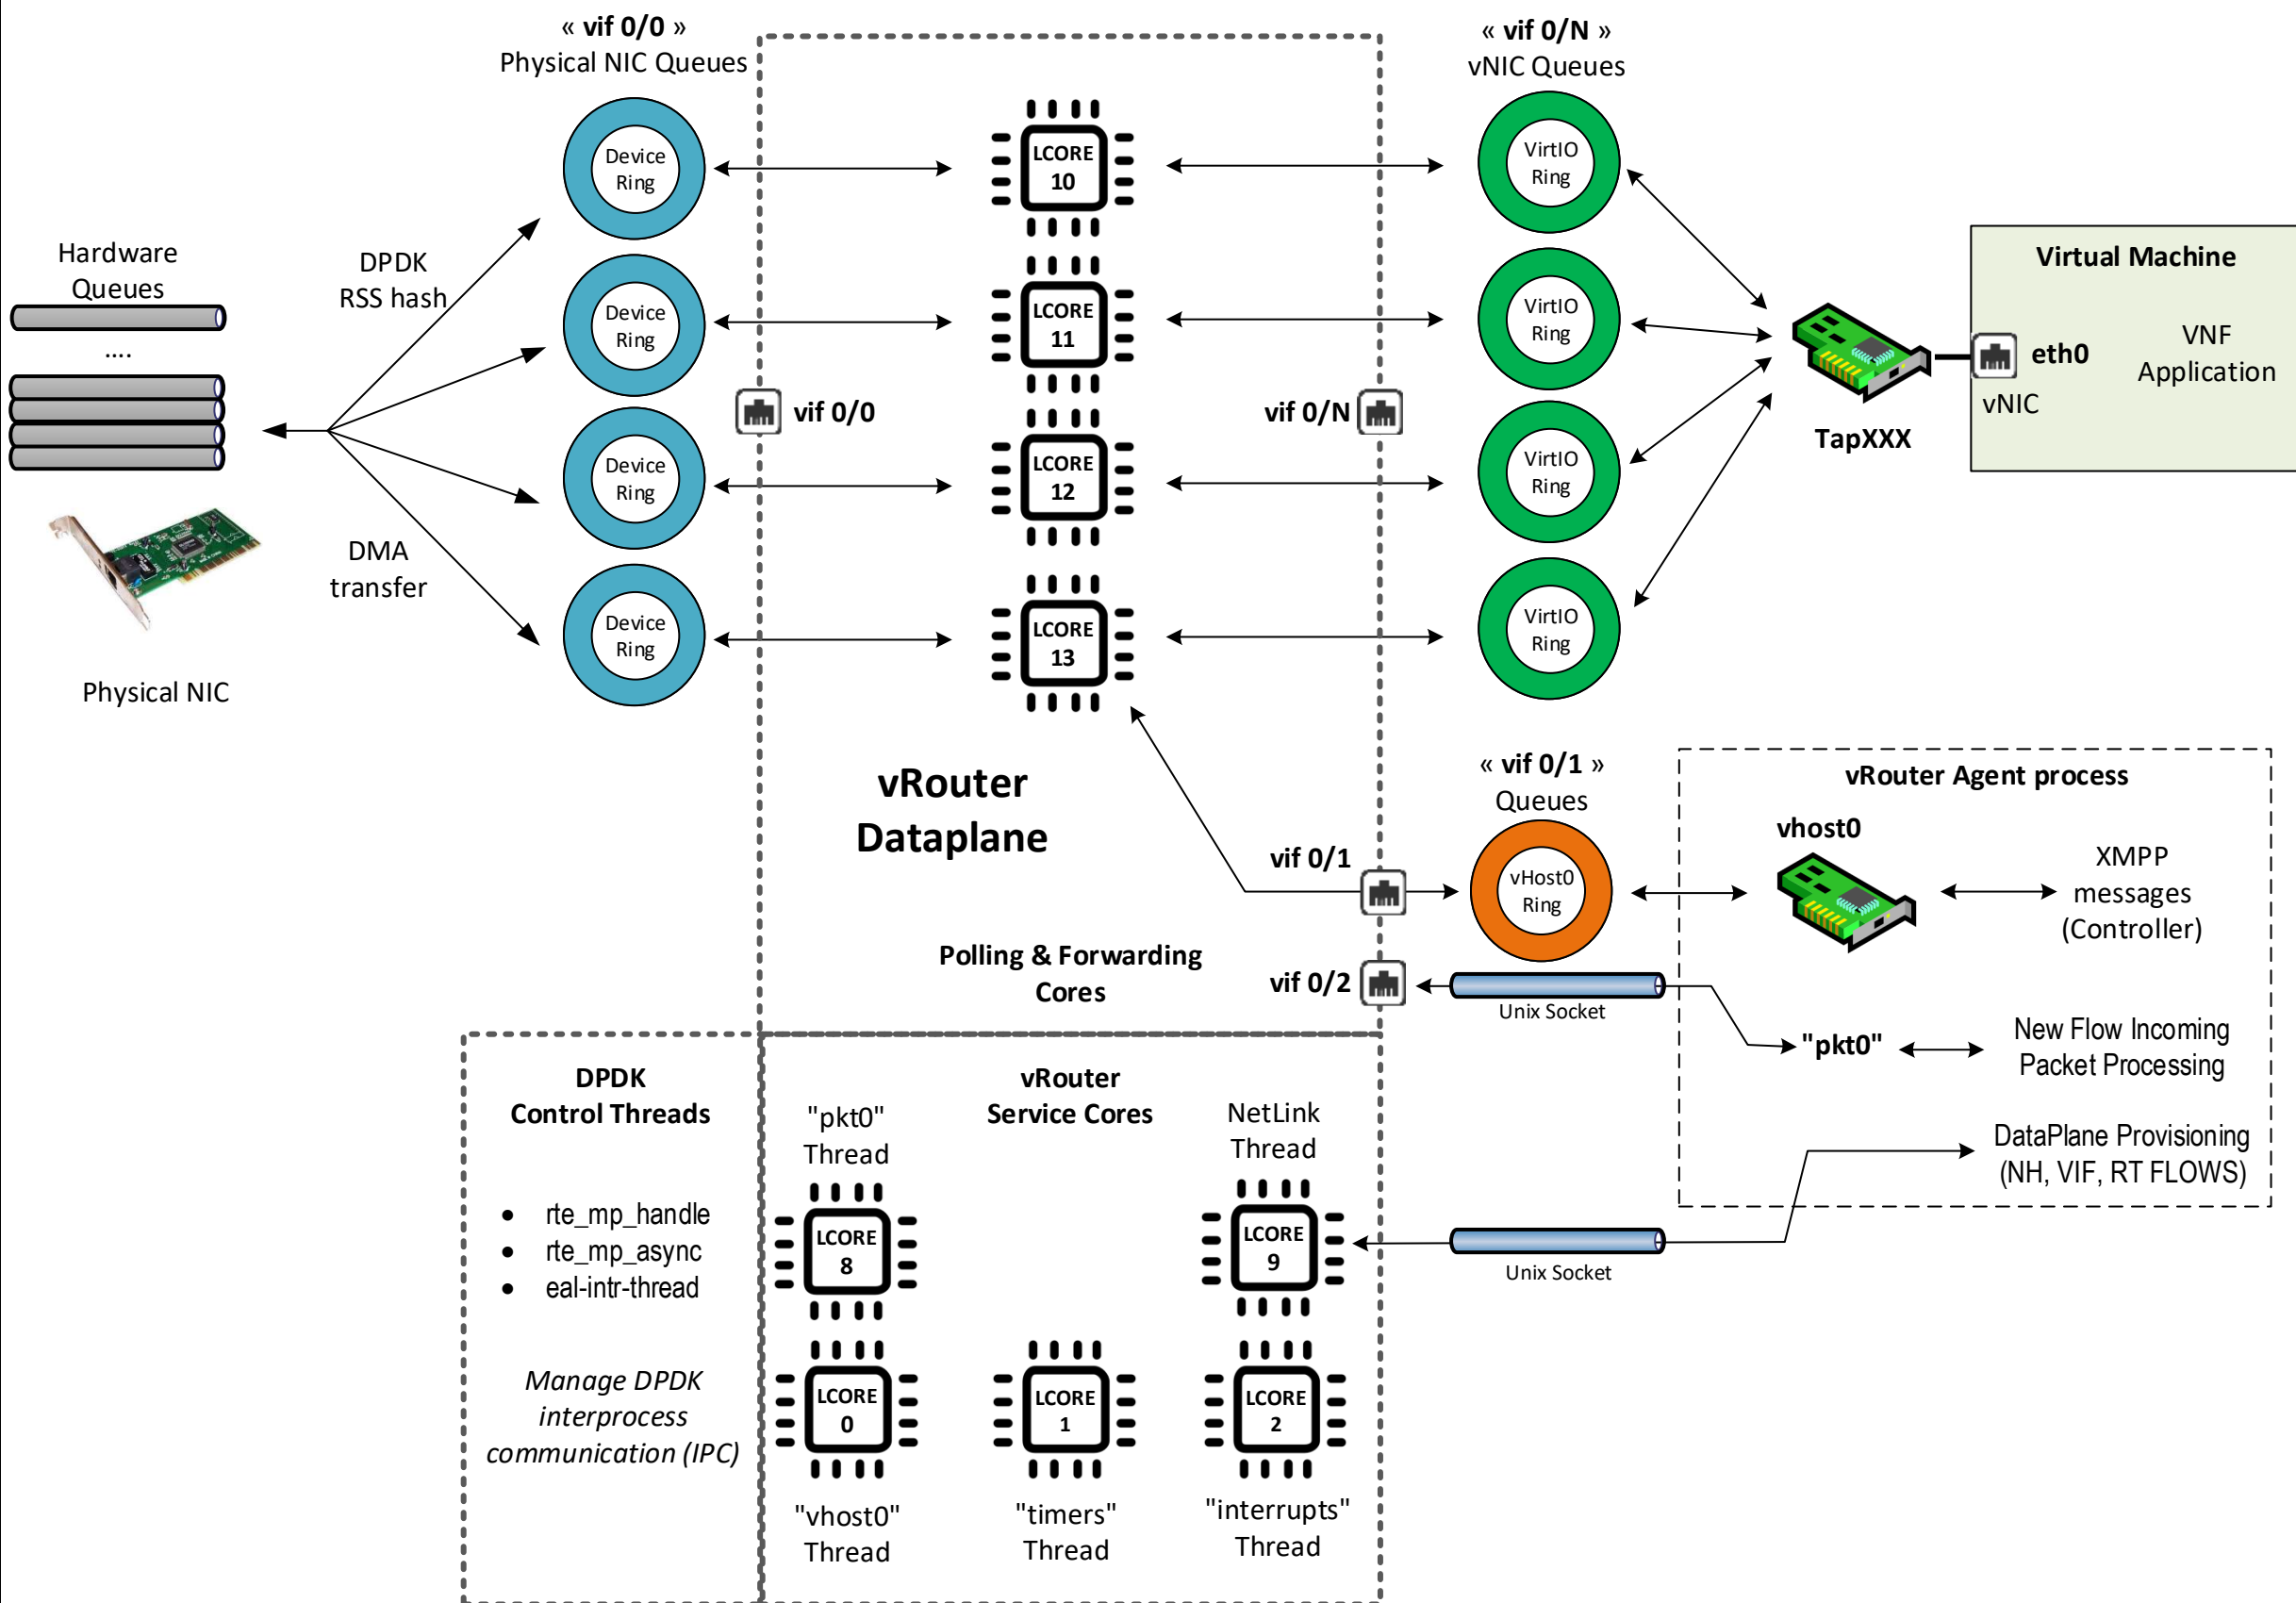 « vif 0/0 »
Physical NIC Queues
« vif 0/N »
vNIC Queues
Hardware
Queues
....
Physical NIC
DPDK
RSS hash
DMA
transfer
Device
Ring
Device
Ring
Device
Ring
Device
Ring
vif 0/0
LCORE
10
LCORE
11
LCORE
12
LCORE
13
vif 0/N
VirtIO
Ring
VirtIO
Ring
VirtIO
Ring
VirtIO
Ring
TapXXX
Virtual Machine
eth0
vNIC
VNF
Application
vRouter
Dataplane
Polling & Forwarding
Cores
vif 0/1
vif 0/2
« vif 0/1 »
Queues
vHost0
Ring
Unix Socket
vRouter Agent process
vhost0
XMPP
messages
(Controller)
"pkt0"
New Flow Incoming
Packet Processing
DataPlane Provisioning
(NH, VIF, RT FLOWS)
Unix Socket
DPDK
Control Threads
• rte_mp_handle
• rte_mp_async
• eal-intr-thread
Manage DPDK
interprocess
communication (IPC)
vRouter
Service Cores
"pkt0"
Thread
LCORE
8
NetLink
Thread
LCORE
9
LCORE
0
"vhost0"
Thread
LCORE
1
"timers"
Thread
LCORE
2
"interrupts"
Thread